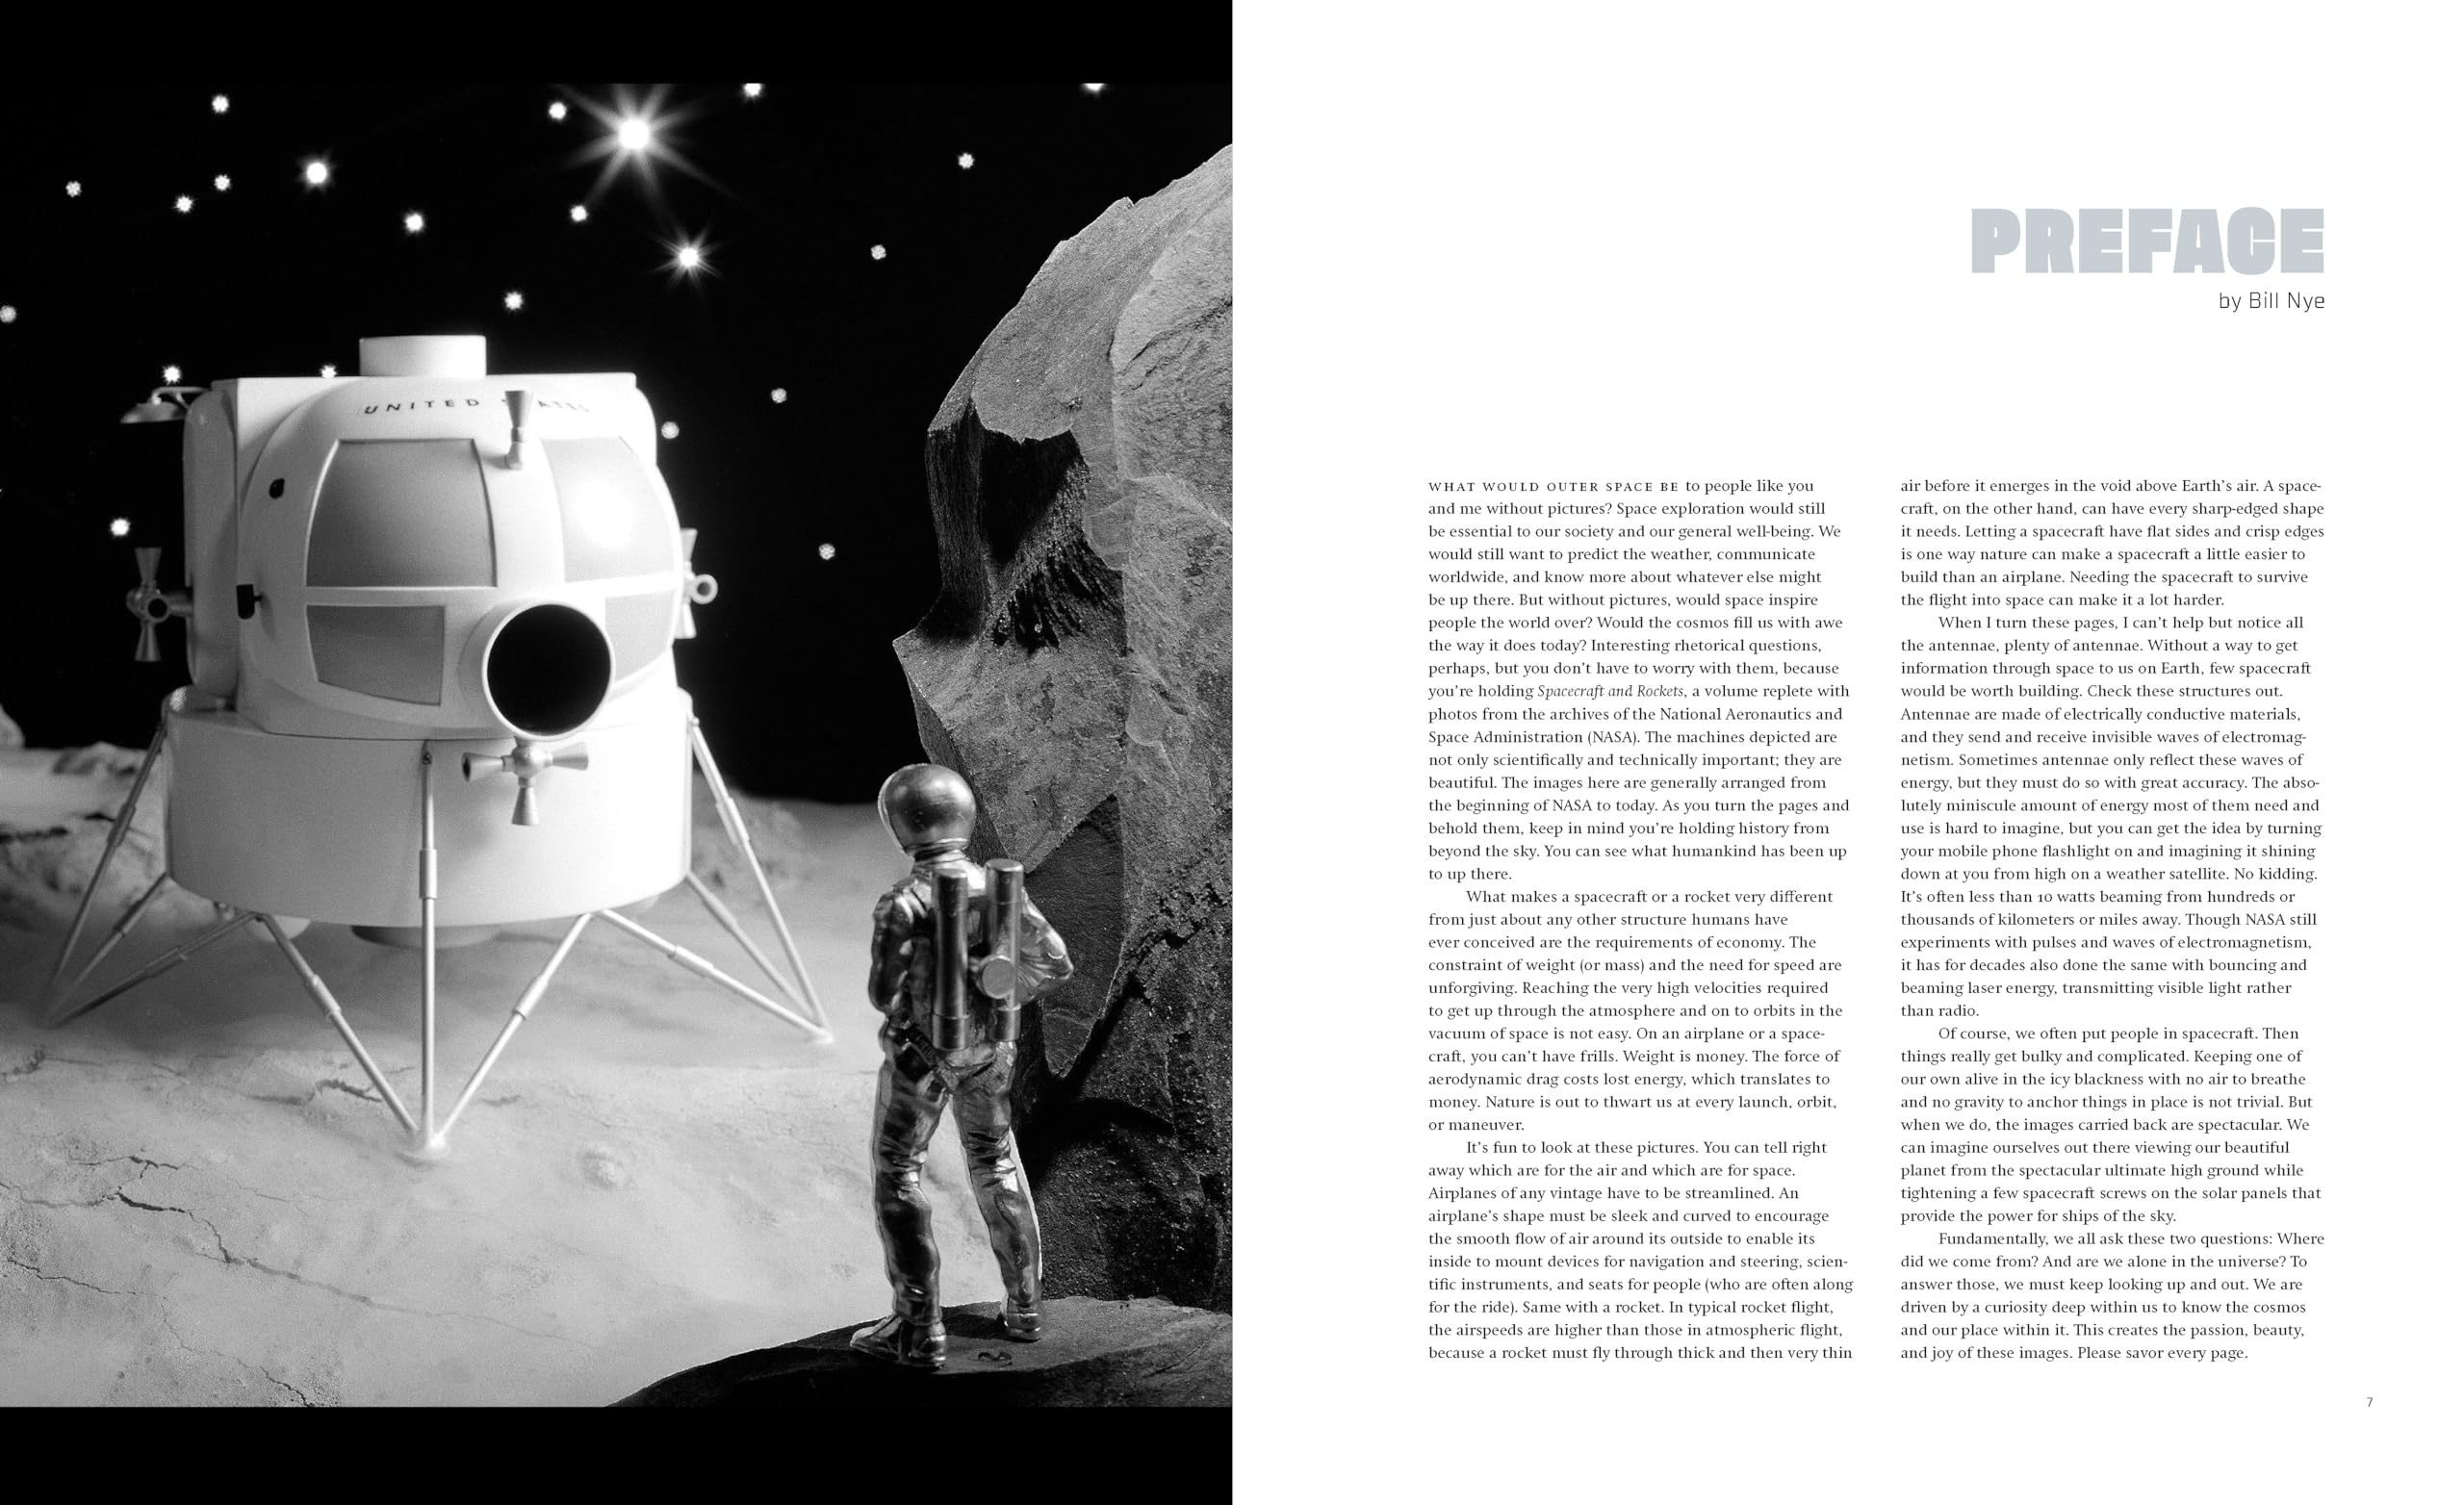 UNITED
PREFACE
by Bill Nye
WHAT WOULD OUTER SPACE BE to people like you
and me without pictures? Space exploration would still
be essential to our society and our general well-being. We
would still want to predict the weather, communicate
worldwide, and know more about whatever else might
be up there. But without pictures, would space inspire
people the world over? Would the cosmos fill us with awe
the way it does today? Interesting rhetorical questions,
perhaps, but you don't have to worry with them, because
you're holding Spacecraft and Rockets, a volume replete with
photos from the archives of the National Aeronautics and
Space Administration (NASA). The machines depicted are
not only scientifically and technically important; they are
beautiful. The images here are generally arranged from
the beginning of NASA to today. As you turn the pages and
behold them, keep in mind you're holding history from
beyond the sky. You can see what humankind has been up
to up there.
What makes a spacecraft or a rocket very different
from just about any other structure humans have
ever conceived are the requirements of economy. The
constraint of weight (or mass) and the need for speed are
unforgiving. Reaching the very high velocities required
to get up through the atmosphere and on to orbits in the
vacuum of space is not easy. On an airplane or a space-
craft, you can't have frills. Weight is money. The force of
aerodynamic drag costs lost energy, which translates to
money. Nature is out to thwart us at every launch, orbit,
or maneuver.
It's fun to look at these pictures. You can tell right
away which are for the air and which are for space.
Airplanes of any vintage have to be streamlined. An
airplane's shape must be sleek and curved to encourage
the smooth flow of air around its outside to enable its
inside to mount devices for navigation and steering, scien-
tific instruments, and seats for people (who are often along
for the ride). Same with a rocket. In typical rocket flight,
the airspeeds are higher than those in atmospheric flight,
because a rocket must fly through thick and then very thin
air before it emerges in the void above Earth's air. A space-
craft, on the other hand, can have every sharp-edged shape
it needs. Letting a spacecraft have flat sides and crisp edges
is one way nature can make a spacecraft a little easier to
build than an airplane. Needing the spacecraft to survive
the flight into space can make it a lot harder.
When I turn these pages, I can't help but notice all
the antennae, plenty of antennae. Without a way to get
information through space to us on Earth, few spacecraft
would be worth building. Check these structures out.
Antennae are made of electrically conductive materials,
and they send and receive invisible waves of electromag-
netism. Sometimes antennae only reflect these waves of
energy, but they must do so with great accuracy. The abso-
lutely miniscule amount of energy most of them need and
use is hard to imagine, but you can get the idea by turning
your mobile phone flashlight on and imagining it shining
down at you from high on a weather satellite. No kidding.
It's often less than 10 watts beaming from hundreds or
thousands of kilometers or miles away. Though NASA still
experiments with pulses and waves of electromagnetism,
it has for decades also done the same with bouncing and
beaming laser energy, transmitting visible light rather
than radio.
Of course, we often put people in spacecraft. Then
things really get bulky and complicated. Keeping one of
our own alive in the icy blackness with no air to breathe
and no gravity to anchor things in place is not trivial. But
when we do, the images carried back are spectacular. We
can imagine ourselves out there viewing our beautiful
planet from the spectacular ultimate high ground while
tightening a few spacecraft screws on the solar panels that
provide the power for ships of the sky.
Fundamentally, we all ask these two questions: Where
did we come from? And are we alone in the universe? To
answer those, we must keep looking up and out. We are
driven by a curiosity deep within us to know the cosmos
and our place within it. This creates the passion, beauty,
and joy of these images. Please savor every page.
7